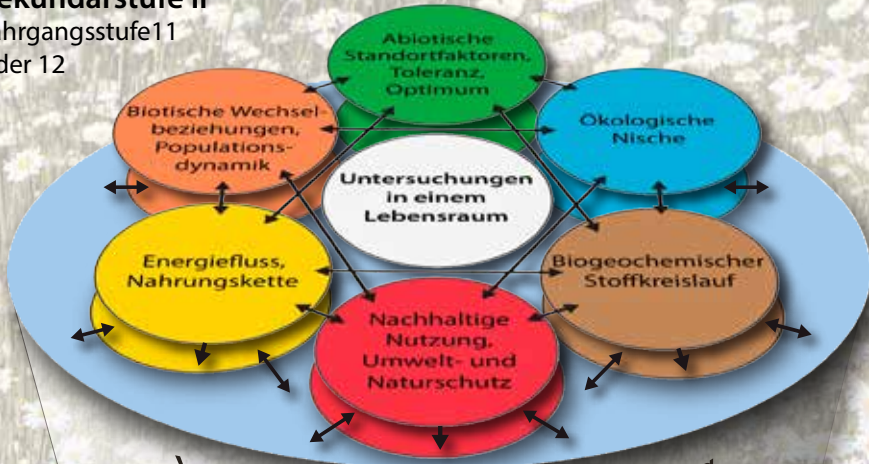 ekundarstufe II
ahrgangsstufe11
der 12
Abiotische
Standortfaktoren,
Toleranz,
Optimum
Biotische Wechsel-
beziehungen,
Populations-
dynamik
Ökologische
Nische
Untersuchungen
in einem
Lebensraum
Energiefluss,
Nahrungskette
Biogeochemischer
Stoffkreislauf
Nachhaltige
Nutzung,
Umwelt- und
Naturschutz